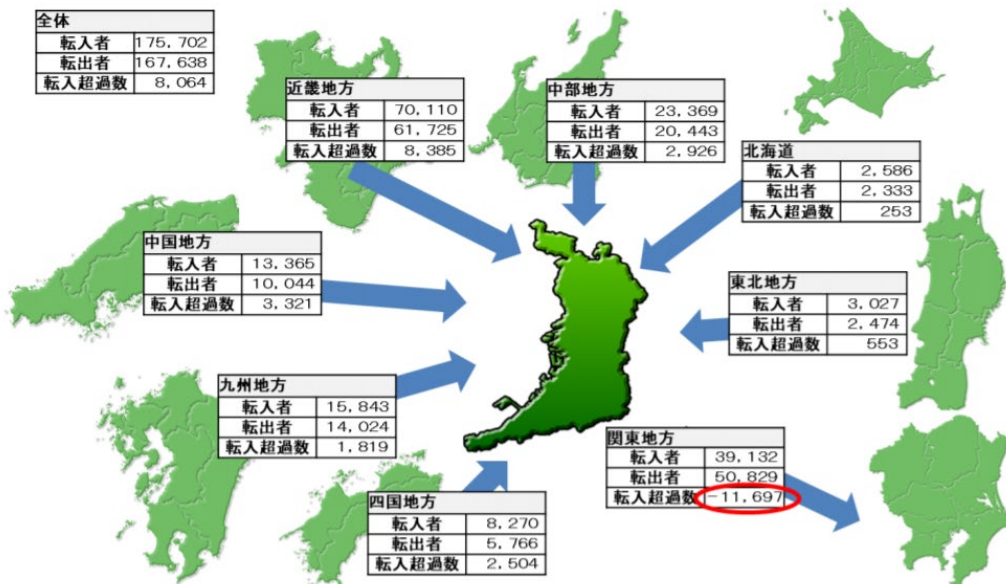 全体
転入者 175,702
転出者 167,638
転入超過数 8,064
近畿地方
転入者 70,110
転出者 61,725
転入超過数 8,385
中部地方
転入者 23,369
転出者 20,443
転入超過数 2,926
北海道
転入者 2,586
転出者 2,333
転入超過数 253
中国地方
転入者 13,365
転出者 10,044
転入超過数 3,321
東北地方
転入者 3,027
転出者 2,474
転入超過数 553
九州地方
転入者 15,843
転出者 14,024
転入超過数 1,819
関東地方
転入者 39,132
転出者 50,829
転入超過数 -11,697
四国地方
転入者 8,270
転出者 5,766
転入超過数 2,504